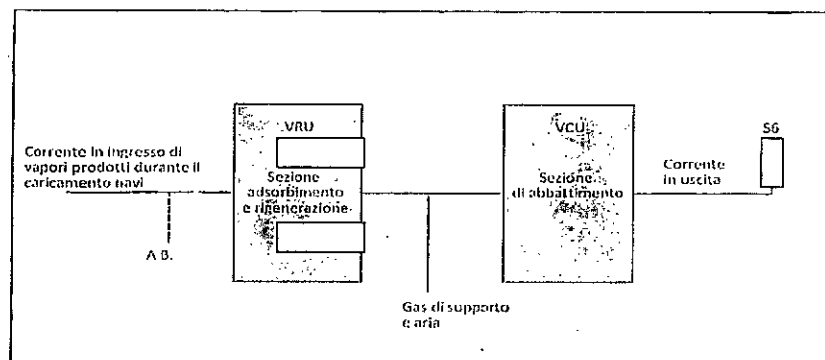 Corrente in ingresso di
vapori prodotti durante il
caricamento navi
A B.
VRU
Sezione
adsorbimento
e rigenerazione
Gas di supporto
e aria
VCU
Sezione
di abbattimento
Corrente
in uscita
S6